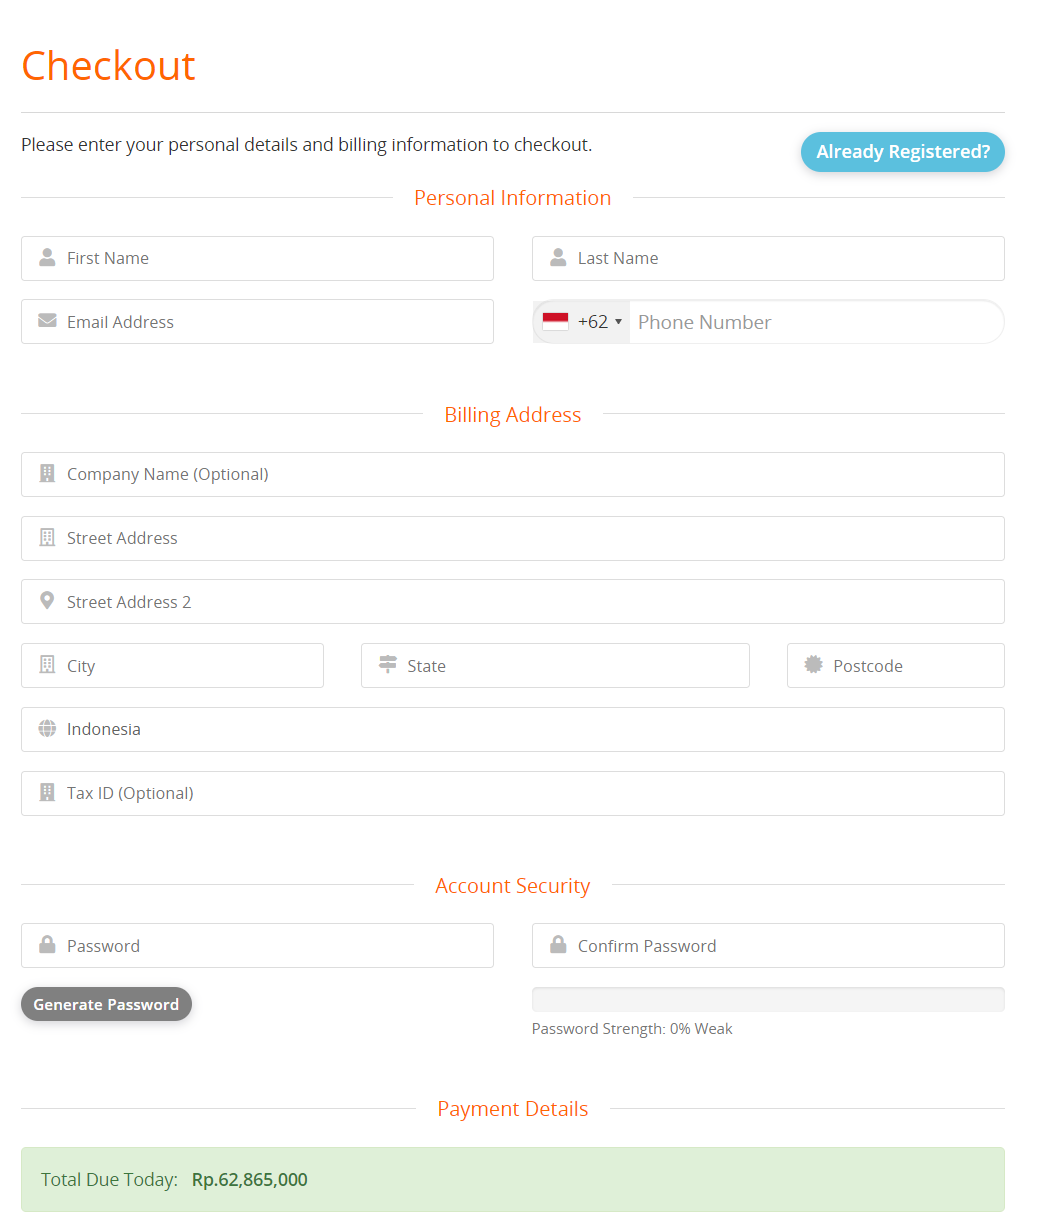 Checkout
Please enter your personal details and billing information to checkout.
Already Registered?
Personal Information
First Name
Last Name
Email Address
+62
Phone Number
Billing Address
Company Name (Optional)
Street Address
Street Address 2
City
State
Postcode
Indonesia
Tax ID (Optional)
Account Security
Password
Confirm Password
Generate Password
Password Strength: 0% Weak
Payment Details
Total Due Today: Rp.62,865,000